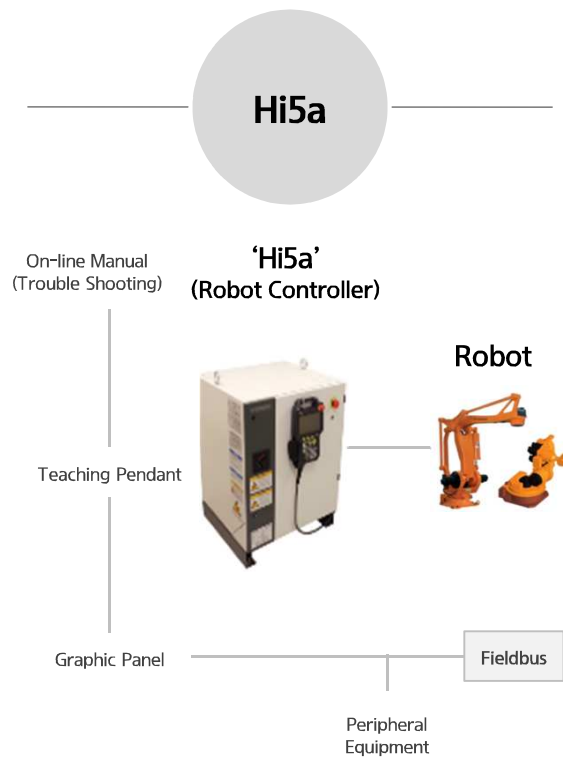 Hi5a
On-line Manual
(Trouble Shooting)
‘Hi5a’
(Robot Controller)
Robot
Teaching Pendant
Graphic Panel
Fieldbus
Peripheral
Equipment